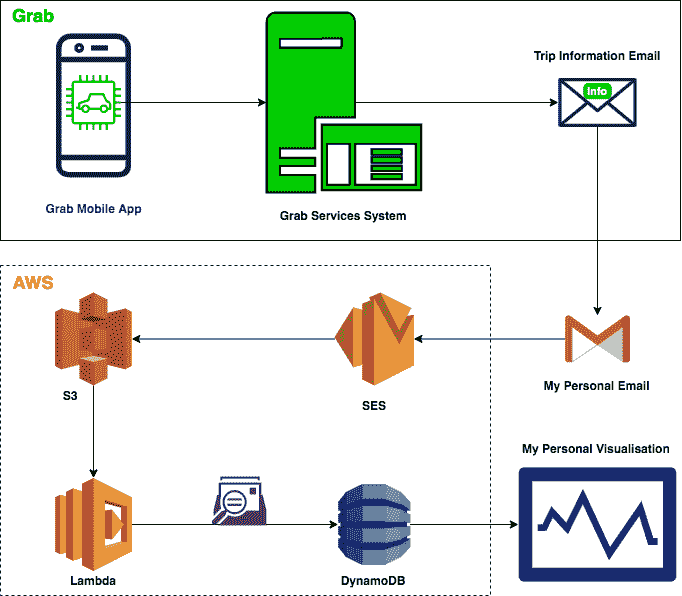 Grab
Trip Information Email
Info
Grab Mobile App
Grab Services System
AWS
S3
SES
My Personal Email
My Personal Visualisation
Lambda
DynamoDB